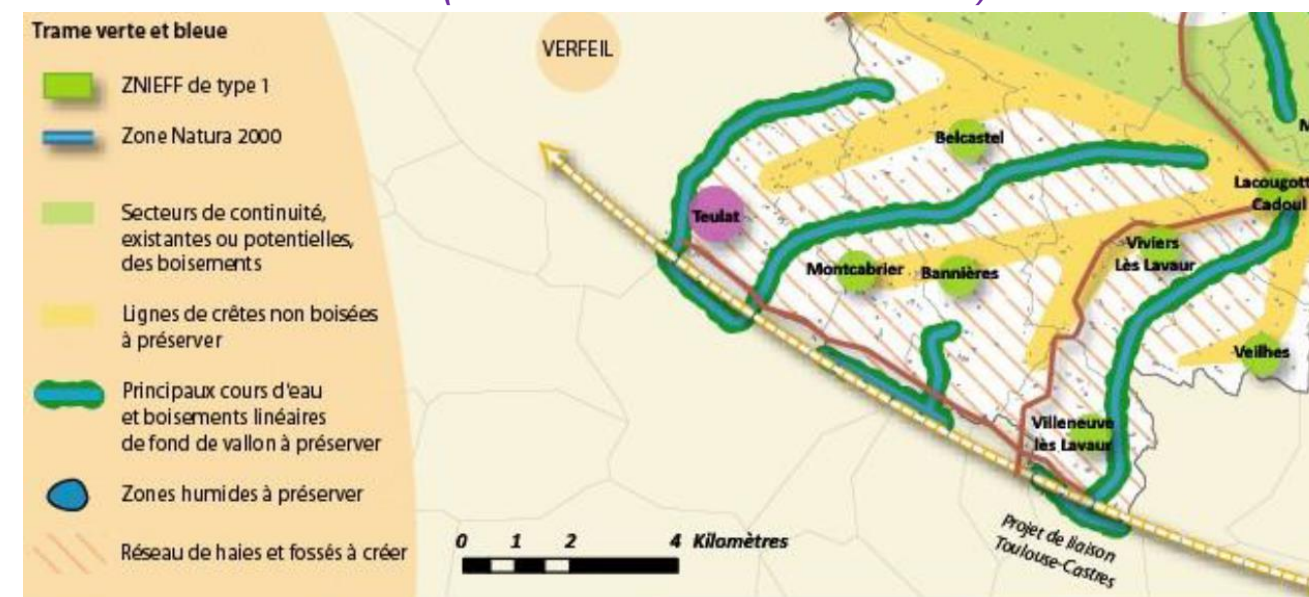 Trame verte et bleue
ZNIEFF de type 1
Zone Natura 2000
Secteurs de continuité,
existantes ou potentielles,
des boisements
Lignes de crêtes non boisées
à préserver
Principaux cours d'eau
et boisements linéaires
de fond de vallon à préserver
Zones humides à préserver
Réseau de haies et fossés à créer
VERFEIL
Belcastel
Teulat
Lacougott
Cadoul
Viviers
Lès Lavaur
Montcabrier
Bannières
Veilhes
Villeneuve
lès Lavaur
Projet de liaison
Toulouse-Castres
0 1 2 4 Kilomètres